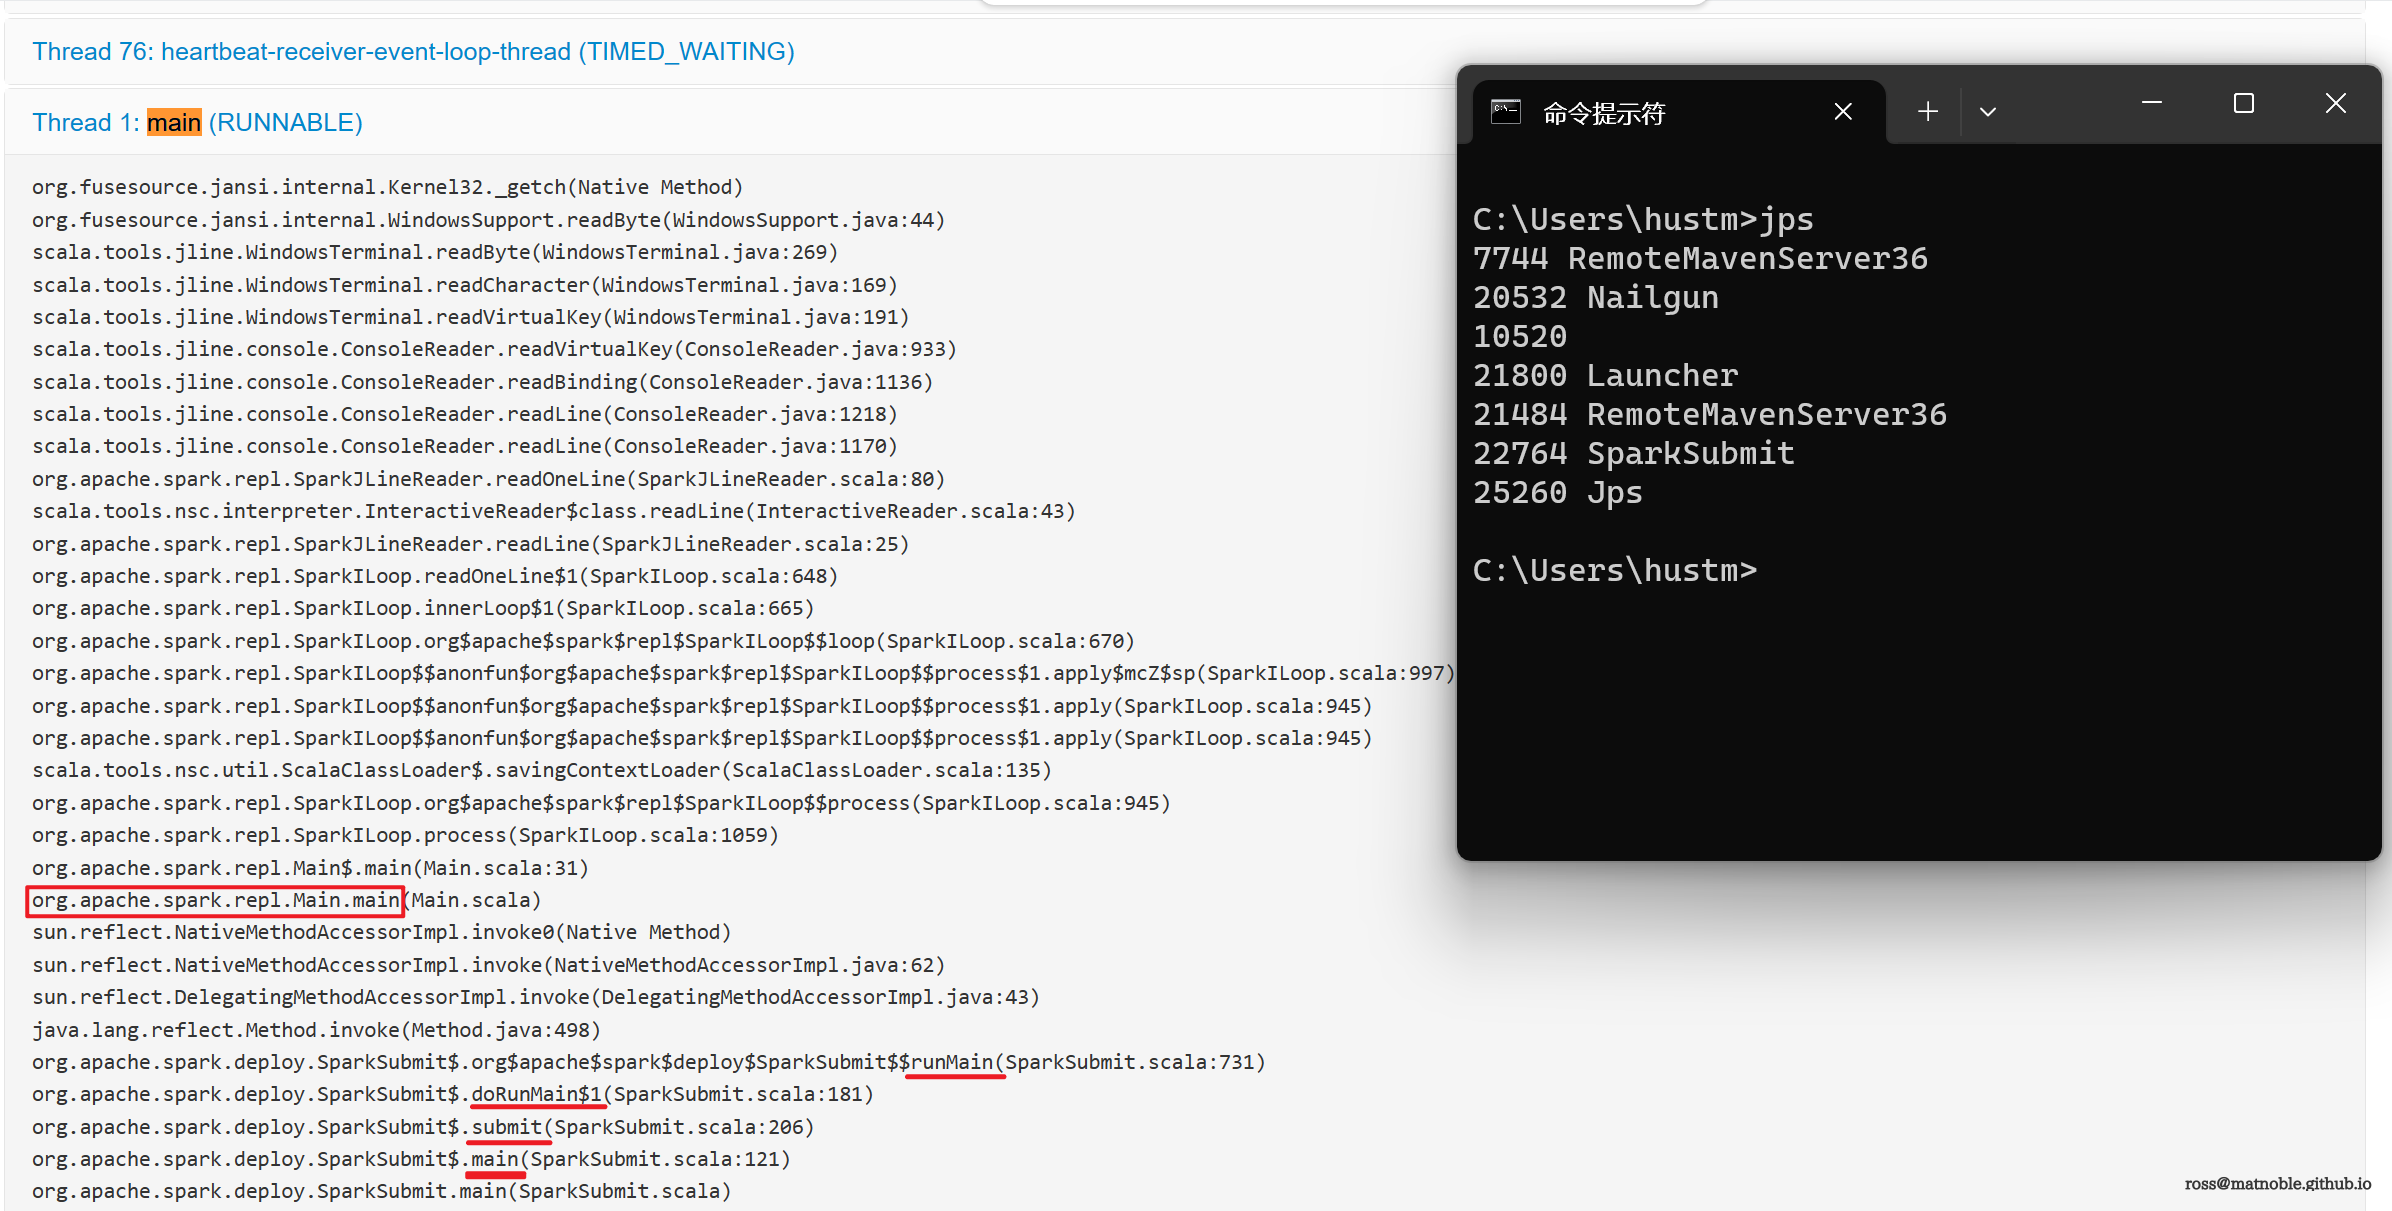 Thread 76: heartbeat-receiver-event-loop-thread (TIMED_WAITING)
Thread 1: main (RUNNABLE)
org.fusesource.jansi.internal.Kernel32._getch(Native Method)
org.fusesource.jansi.internal.WindowsSupport.readByte(WindowsSupport.java:44)
scala.tools.jline.WindowsTerminal.readByte(WindowsTerminal.java:269)
scala.tools.jline.WindowsTerminal.readCharacter(WindowsTerminal.java:169)
scala.tools.jline.WindowsTerminal.readVirtualKey(WindowsTerminal.java:191)
scala.tools.jline.console.ConsoleReader.readVirtualKey(ConsoleReader.java:933)
scala.tools.jline.console.ConsoleReader.readBinding(ConsoleReader.java:1136)
scala.tools.jline.console.ConsoleReader.readLine(ConsoleReader.java:1218)
scala.tools.jline.console.ConsoleReader.readLine(ConsoleReader.java:1170)
org.apache.spark.repl.SparkJLineReader.readOneLine(SparkJLineReader.scala:80)
scala.tools.nsc.interpreter.InteractiveReader$class.readLine(InteractiveReader.scala:43)
org.apache.spark.repl.SparkJLineReader.readLine(SparkJLineReader.scala:25)
org.apache.spark.repl.SparkILoop.readOneLine$1(SparkILoop.scala:648)
org.apache.spark.repl.SparkILoop.innerLoop$1(SparkILoop.scala:665)
org.apache.spark.repl.SparkILoop.org$apache$spark$repl$SparkILoop$$loop(SparkILoop.scala:670)
org.apache.spark.repl.SparkILoop$$anonfun$org$apache$spark$repl$SparkILoop$$process$1.apply$mcZ$sp(SparkILoop.scala:997)
org.apache.spark.repl.SparkILoop$$anonfun$org$apache$spark$repl$SparkILoop$$process$1.apply(SparkILoop.scala:945)
org.apache.spark.repl.SparkILoop$$anonfun$org$apache$spark$repl$SparkILoop$$process$1.apply(SparkILoop.scala:945)
scala.tools.nsc.util.ScalaClassLoader$.savingContextLoader(ScalaClassLoader.scala:135)
org.apache.spark.repl.SparkILoop.org$apache$spark$repl$SparkILoop$$process(SparkILoop.scala:945)
org.apache.spark.repl.SparkILoop.process(SparkILoop.scala:1059)
org.apache.spark.repl.Main$.main(Main.scala:31)
org.apache.spark.repl.Main.main(Main.scala)
sun.reflect.NativeMethodAccessorImpl.invoke0(Native Method)
sun.reflect.NativeMethodAccessorImpl.invoke(NativeMethodAccessorImpl.java:62)
sun.reflect.DelegatingMethodAccessorImpl.invoke(DelegatingMethodAccessorImpl.java:43)
java.lang.reflect.Method.invoke(Method.java:498)
org.apache.spark.deploy.SparkSubmit$.org$apache$spark$deploy$SparkSubmit$$runMain(SparkSubmit.scala:731)
org.apache.spark.deploy.SparkSubmit$.doRunMain$1(SparkSubmit.scala:181)
org.apache.spark.deploy.SparkSubmit$.submit(SparkSubmit.scala:206)
org.apache.spark.deploy.SparkSubmit$.main(SparkSubmit.scala:121)
org.apache.spark.deploy.SparkSubmit.main(SparkSubmit.scala)
命令提示符
C:\Users\hustm>jps
7744 RemoteMavenServer36
20532 Nailgun
10520
21800 Launcher
21484 RemoteMavenServer36
22764 SparkSubmit
25260 Jps
C:\Users\hustm>
ross@matnoble.github.io